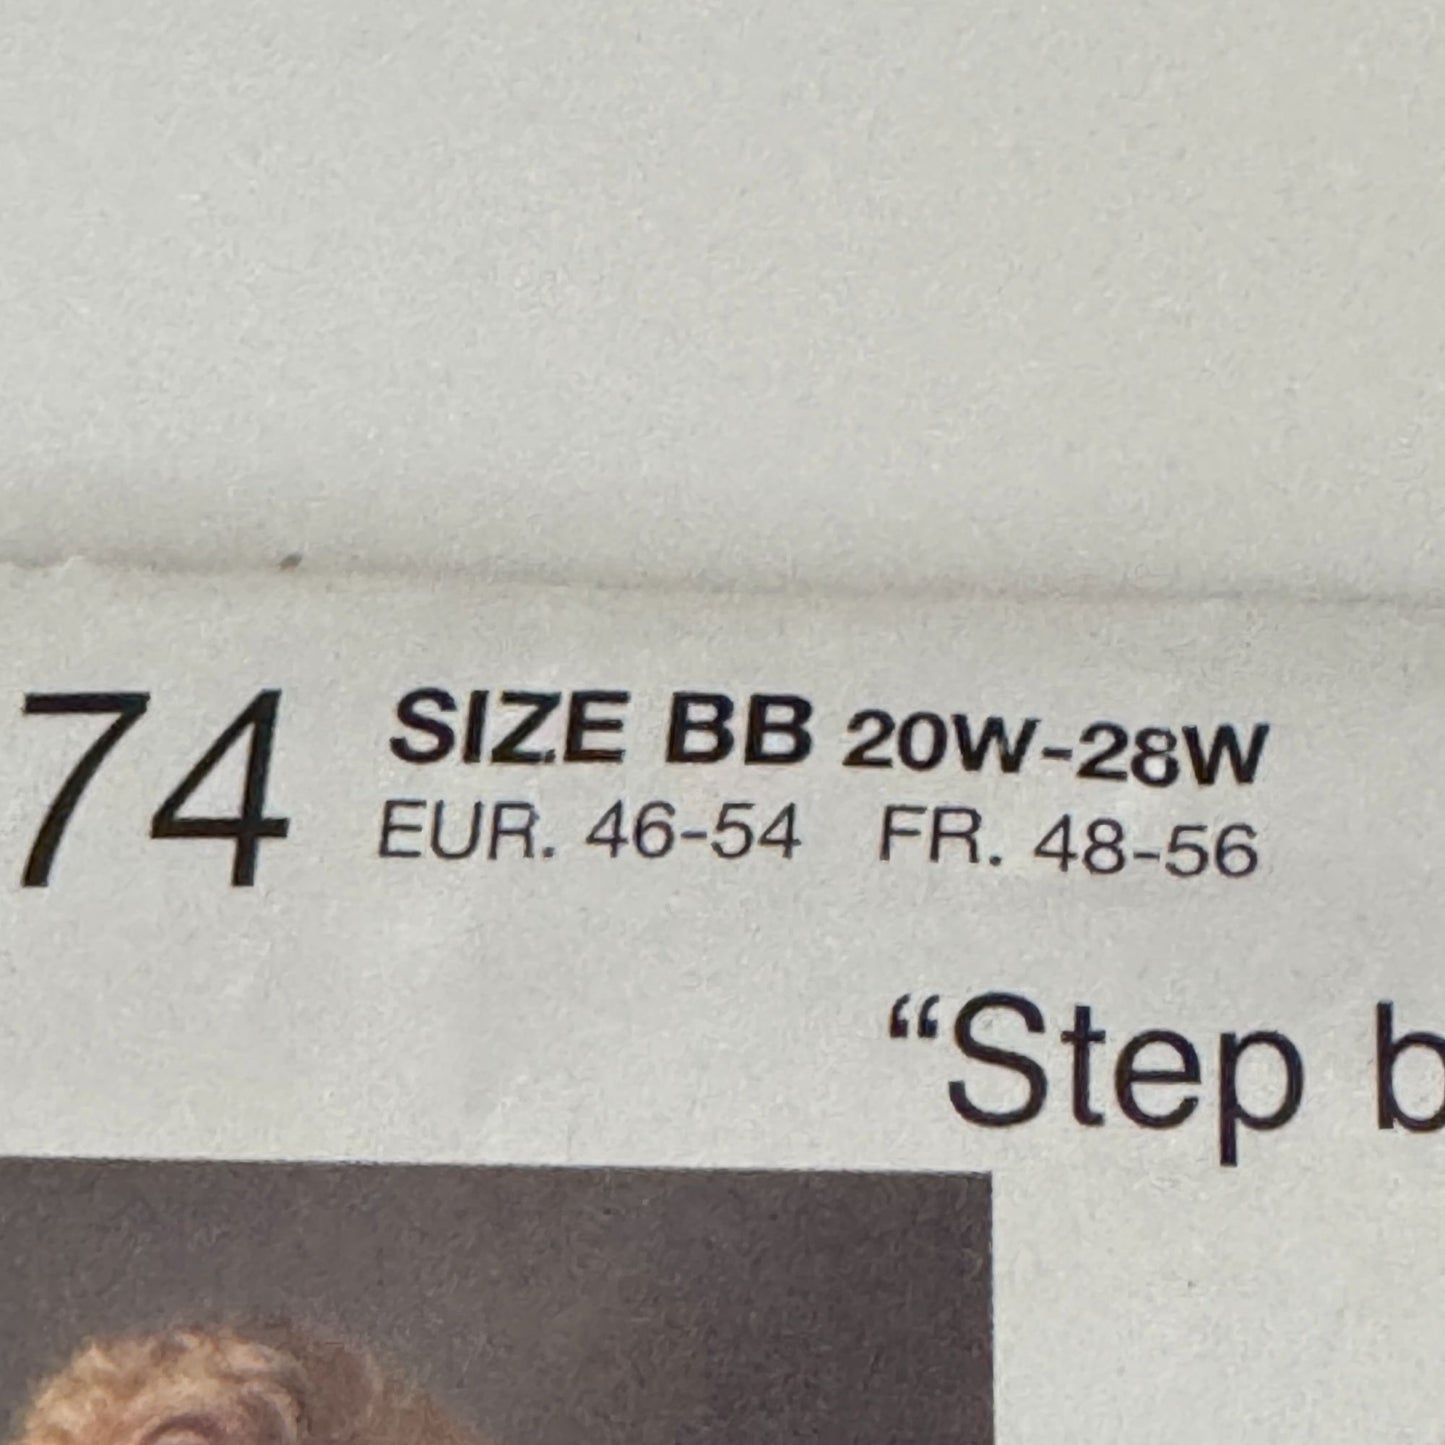 74 SIZE BB 20W-28W
EUR. 46-54 FR. 48-56
“Step